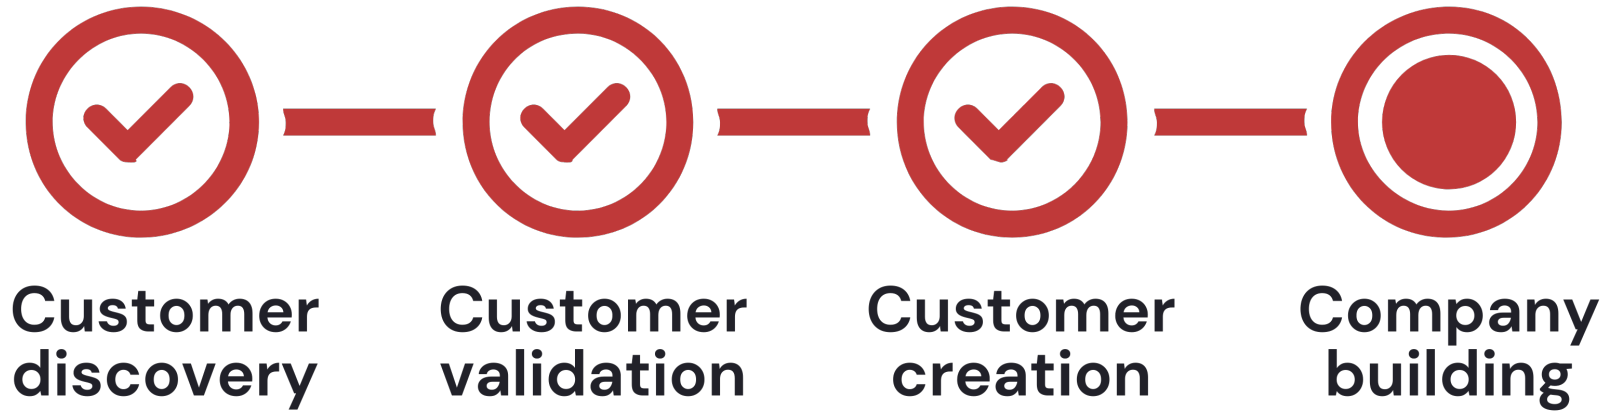 Customer
discovery
Customer
validation
Customer
creation
Company
building